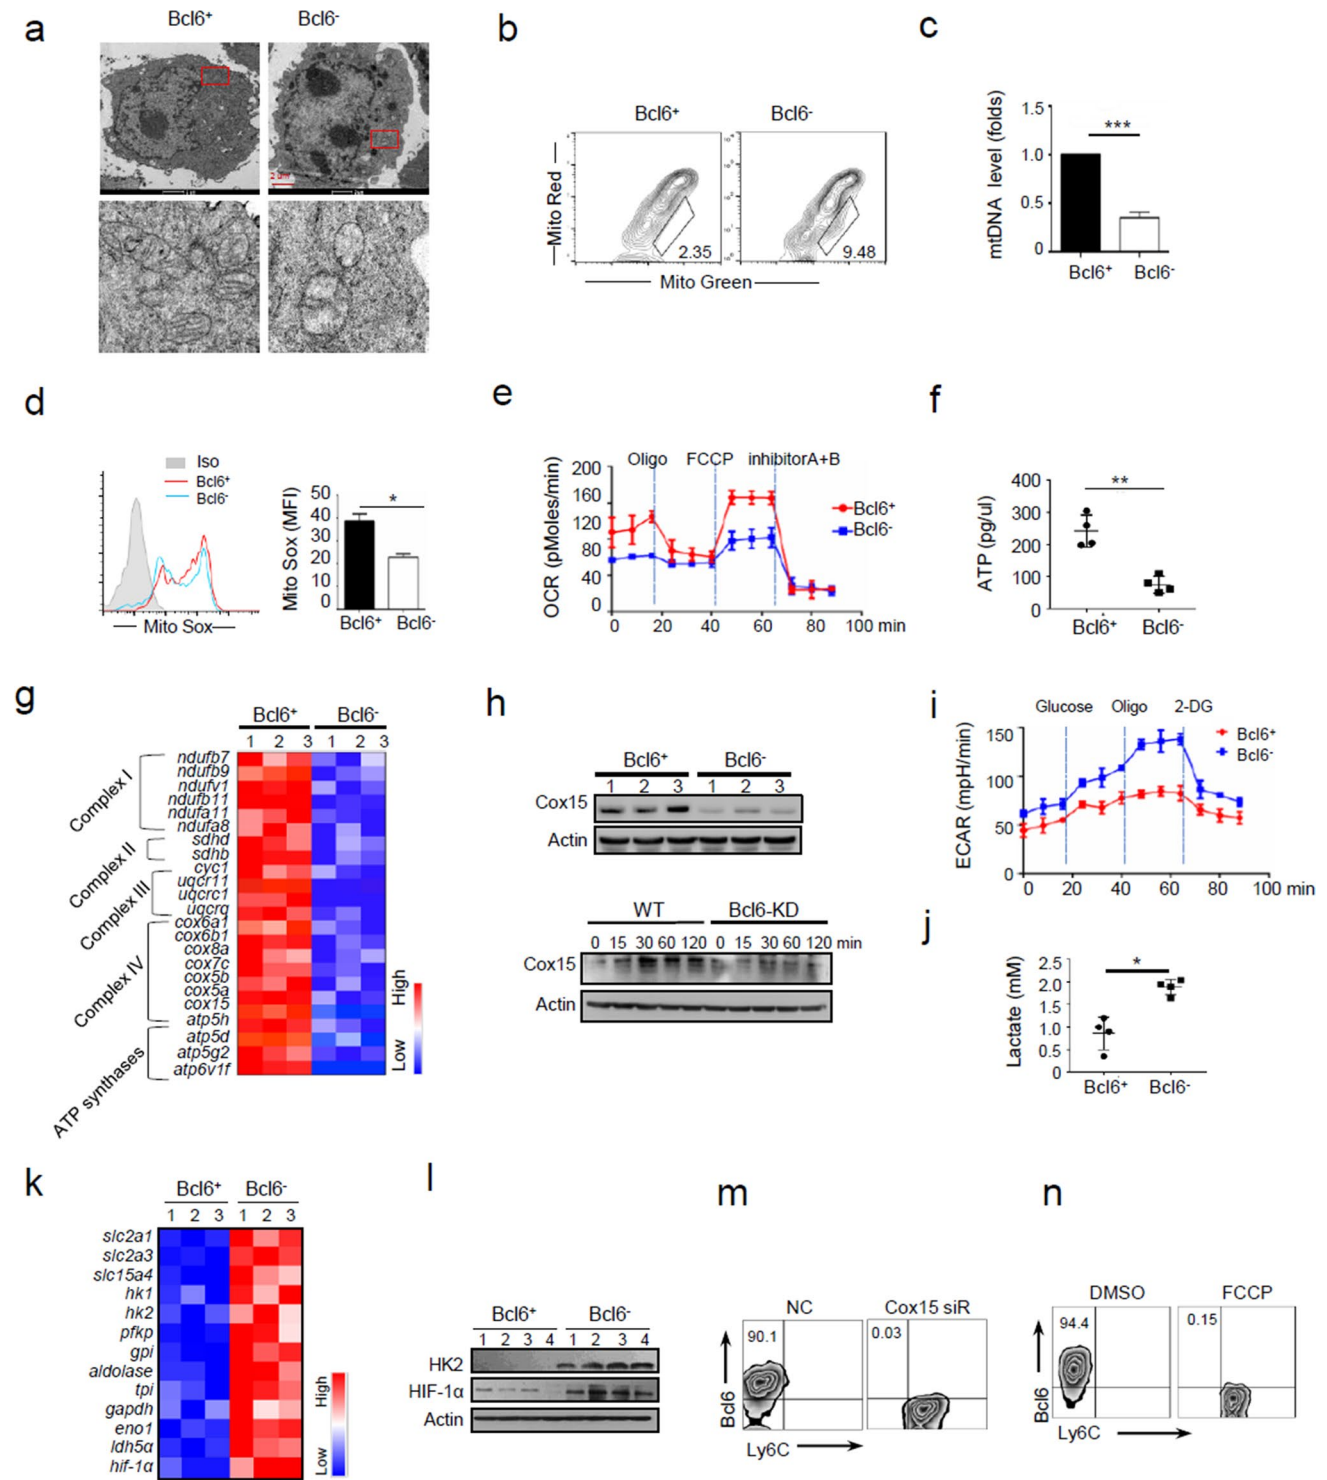 a
Bcl6+ Bcl6-
b
Bcl6+ Bcl6-
Mito Red
2.35
9.48
Mito Green
c
mtDNA level (folds)
1.5
1.0
0.5
0
***
Bcl6+ Bcl6-
d
Iso
Bcl6+
Bcl6-
Mito Sox
Mito Sox (MFI)
50
40
30
20
10
0
*
Bcl6+ Bcl6-
e
Oligo FCCP inhibitorA+B
OCR (pMoles/min)
200
160
120
80
40
0
0 20 40 60 80 100 min
Bcl6+
Bcl6-
f
ATP (pg/ul)
400
300
200
100
0
**
Bcl6+ Bcl6-
g
Bcl6+ Bcl6-
1 2 3 1 2 3
Complex I
ndufb7
ndufb9
ndufv1
ndufb11
ndufa11
ndufa8
Complex II
sdhd
sdhb
Complex III
cyc1
uqcr11
uqcrc1
uqcrq
Complex IV
cox6a1
cox6b1
cox8a
cox7c
cox5b
cox5a
cox15
ATP synthases
atp5h
atp5d
atp5g2
atp6v1f
High
Low
h
Bcl6+ Bcl6-
1 2 3 1 2 3
Cox15
Actin
WT Bcl6-KD
0 15 30 60 120 0 15 30 60 120 min
Cox15
Actin
i
Glucose Oligo 2-DG
ECAR (mpH/min)
150
100
50
0
0 20 40 60 80 100 min
Bcl6+
Bcl6-
j
Lactate (mM)
2.5
2.0
1.0
0.5
0
*
Bcl6+ Bcl6-
k
Bcl6+ Bcl6-
1 2 3 1 2 3
slc2a1
slc2a3
slc15a4
hk1
hk2
pfkp
gpi
aldolase
tpi
gapdh
eno1
ldh5α
hif-1α
High
Low
l
Bcl6+ Bcl6-
1 2 3 4 1 2 3 4
HK2
HIF-1α
Actin
m
NC Cox15 siR
90.1
0.03
Bcl6
Ly6C
n
DMSO FCCP
94.4
0.15
Bcl6
Ly6C